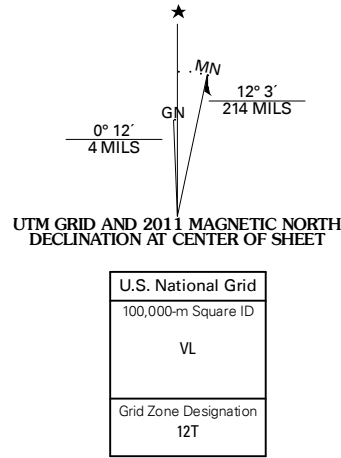 MN
12° 3´
214 MILS
GN
0° 12´
4 MILS
UTM GRID AND 2011 MAGNETIC NORTH
DECLINATION AT CENTER OF SHEET
U.S. National Grid
100,000-m Square ID
VL
Grid Zone Designation
12T